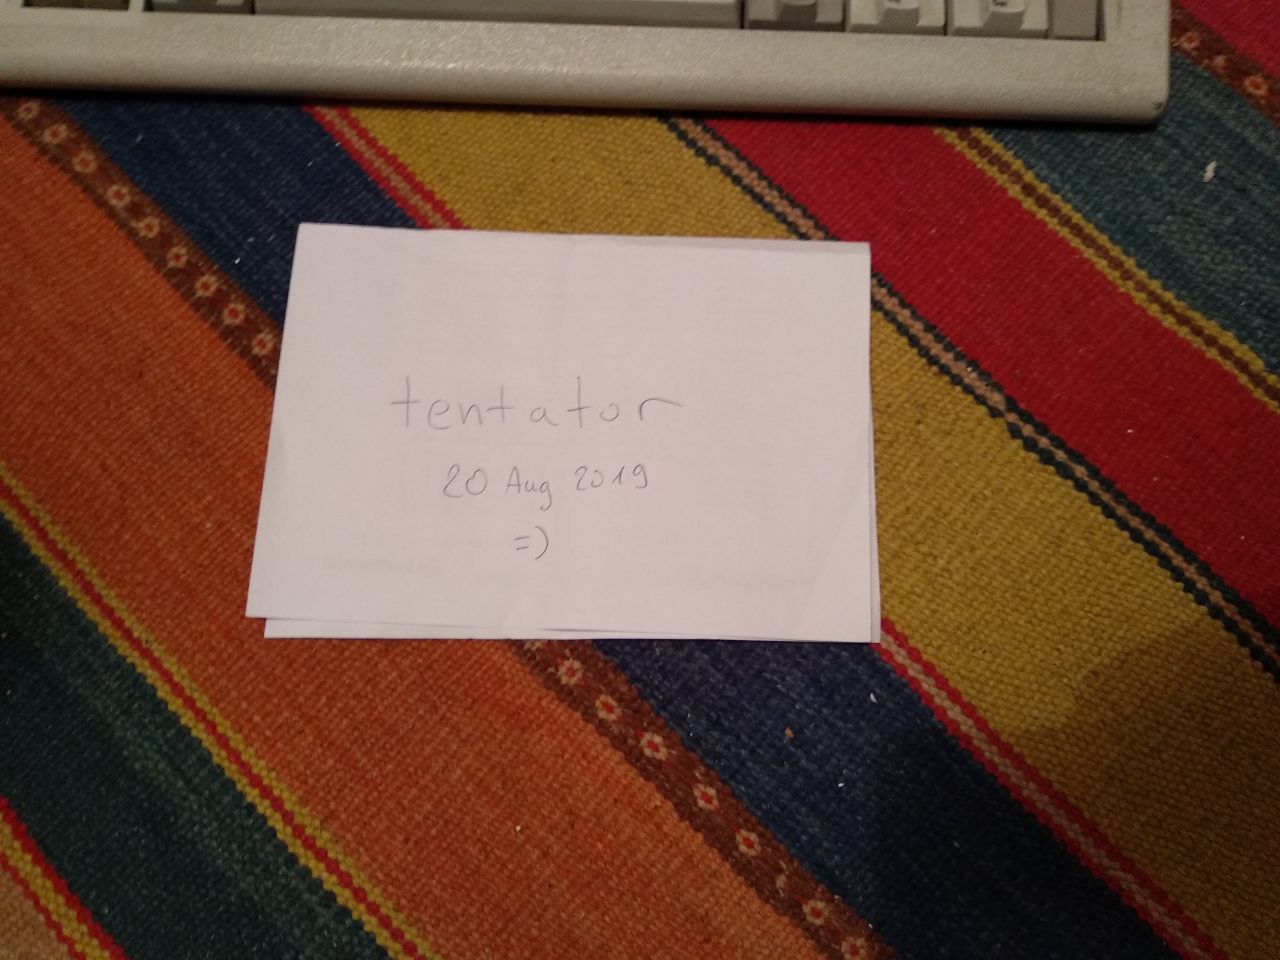 tentator
20 Aug 2019
=)